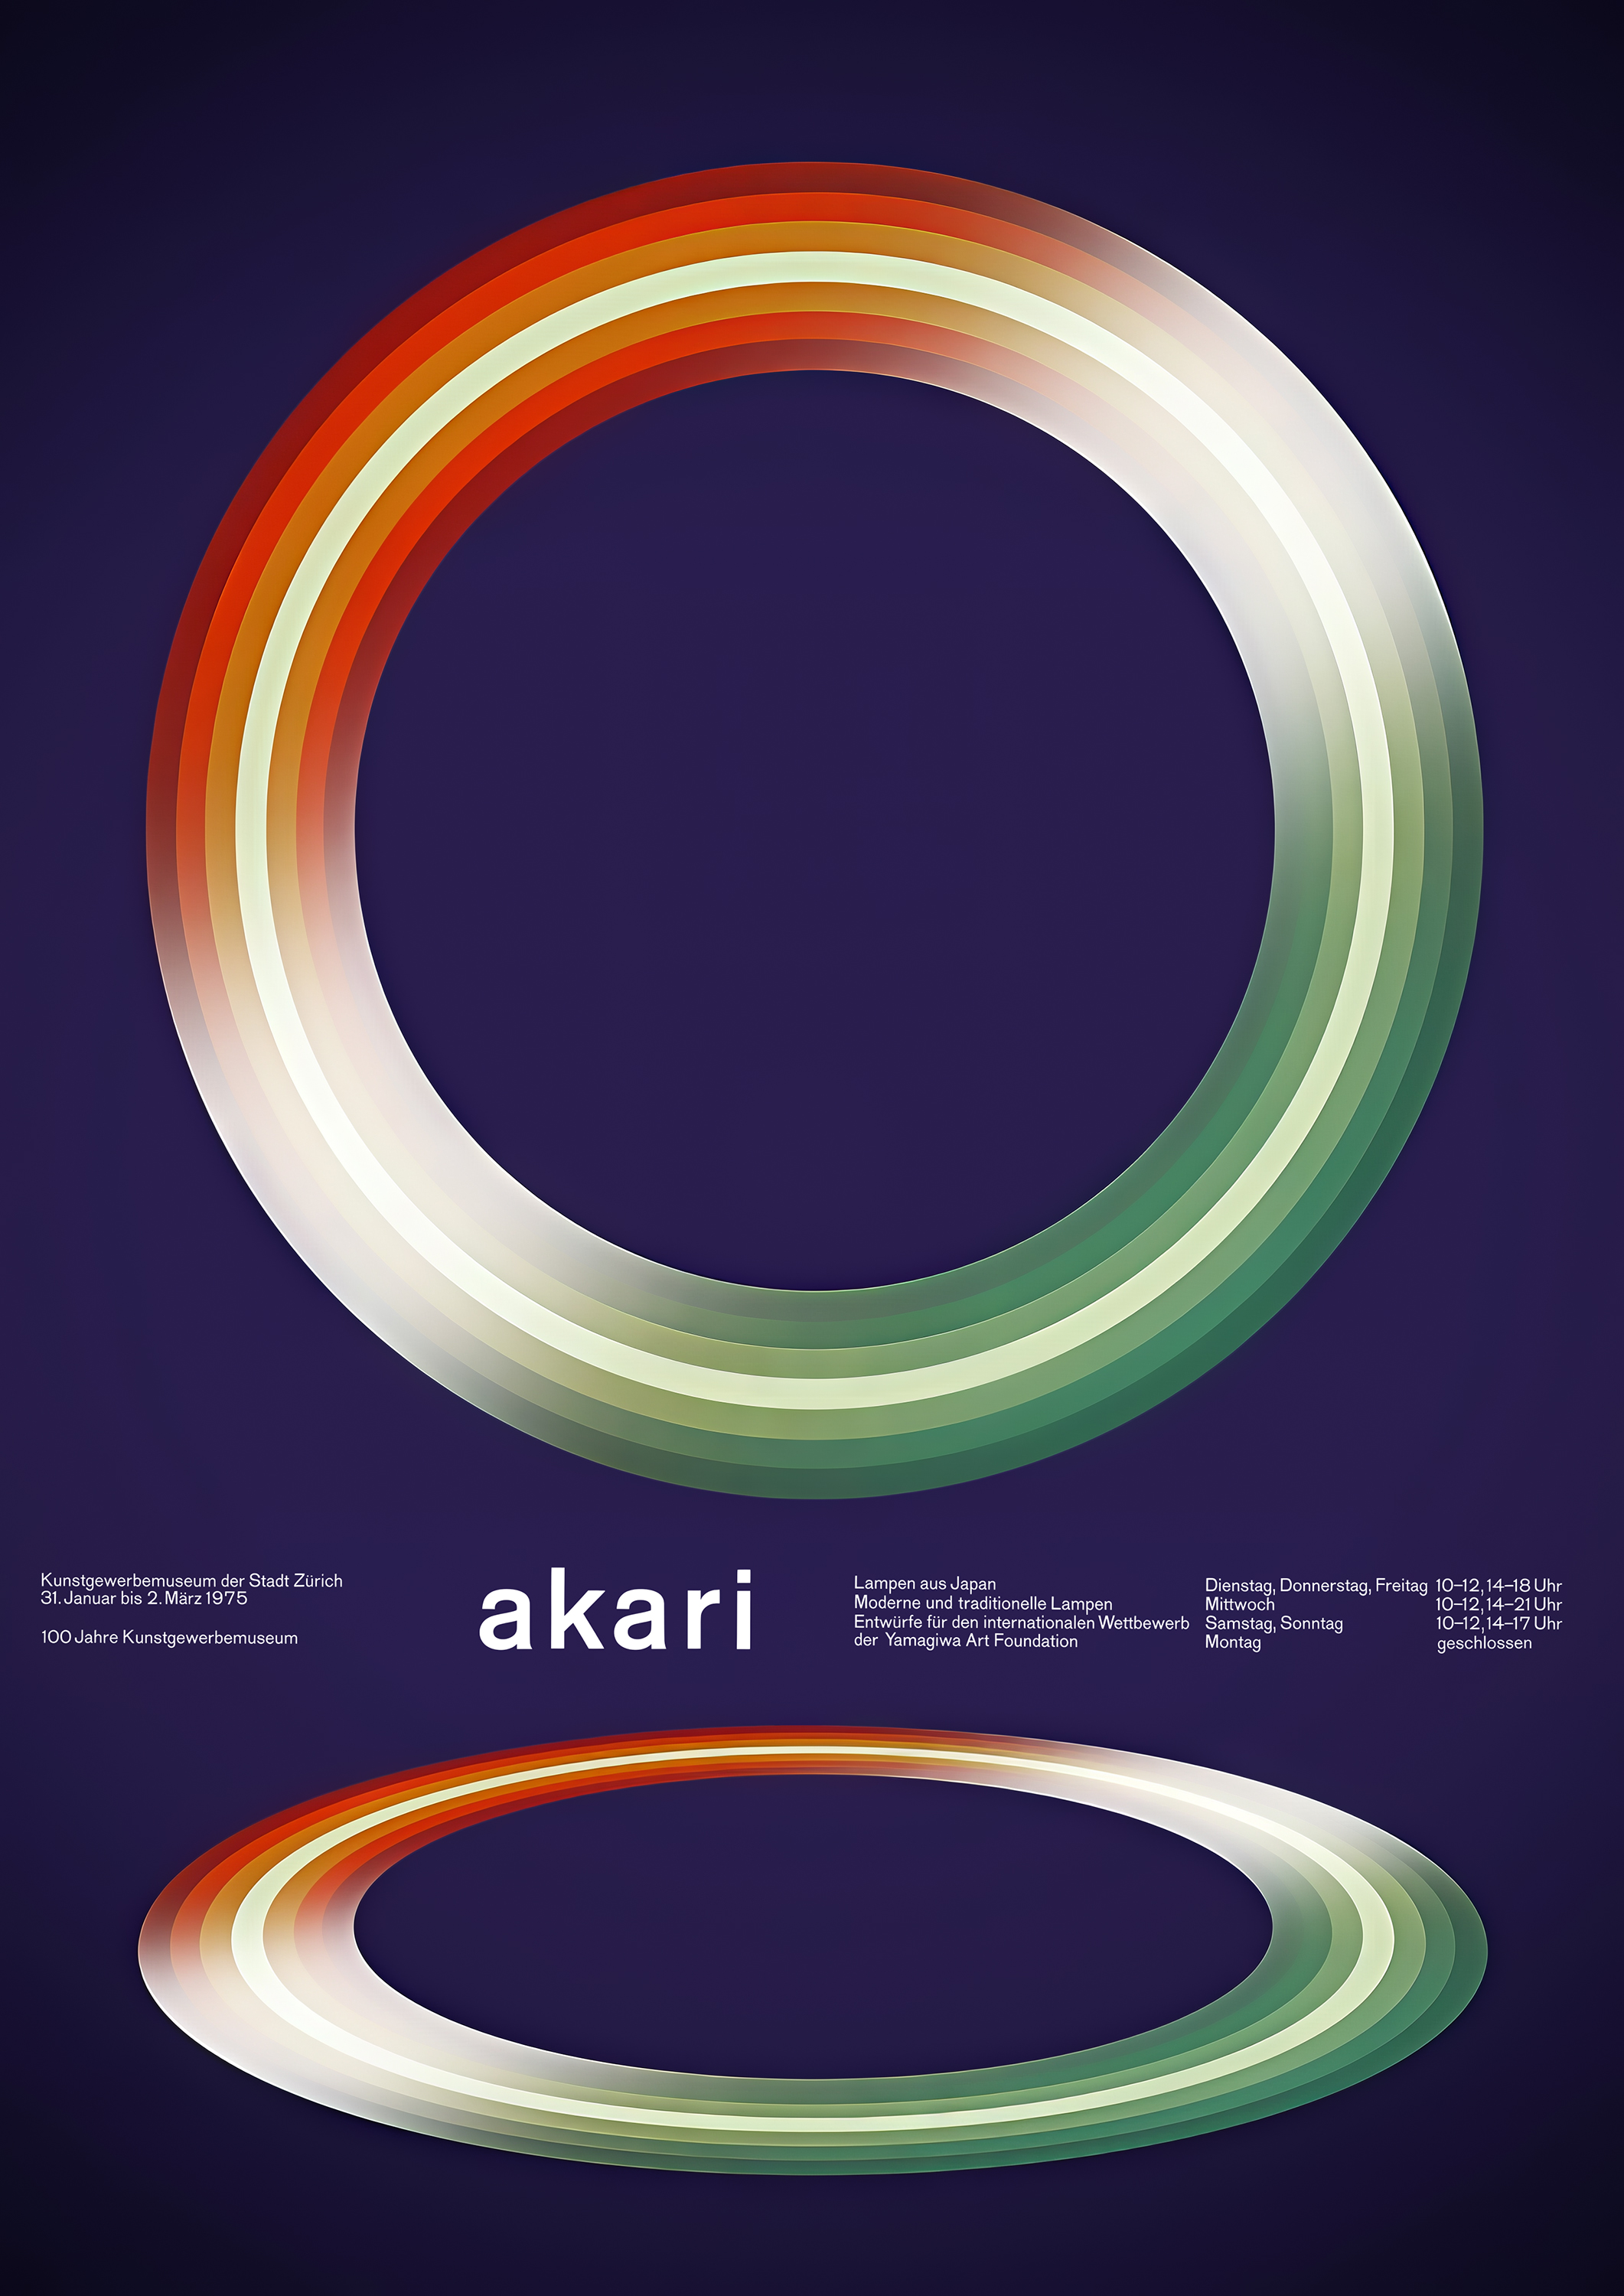 Kunstgewerbemuseum der Stadt Zürich
31. Januar bis 2. März 1975
100 Jahre Kunstgewerbemuseum
akari
Lampen aus Japan
Moderne und traditionelle Lampen
Entwürfe für den internationalen Wettbewerb
der Yamagiwa Art Foundation
Dienstag, Donnerstag, Freitag 10–12, 14–18 Uhr
Mittwoch 10–12, 14–21 Uhr
Samstag, Sonntag 10–12, 14–17 Uhr
Montag geschlossen